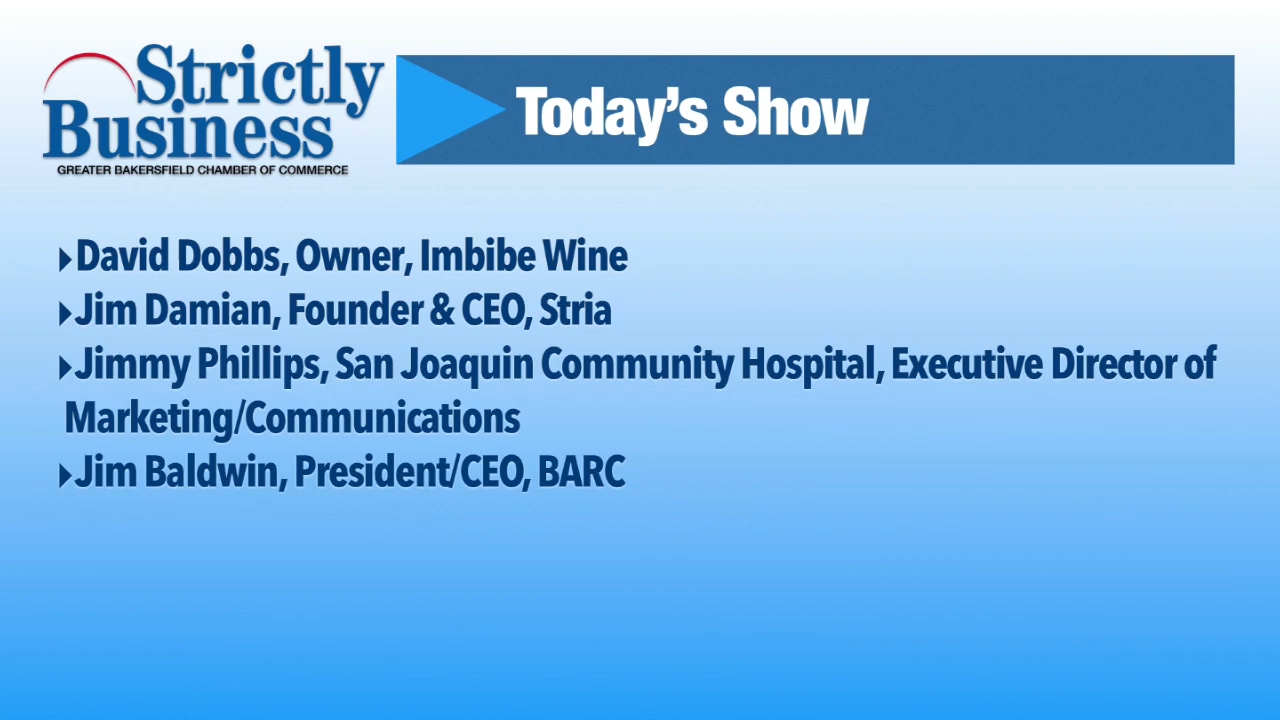 Strictly
Business
GREATER BAKERSFIELD CHAMBER OF COMMERCE
Today's Show
David Dobbs, Owner, Imbibe Wine
Jim Damian, Founder & CEO, Stria
Jimmy Phillips, San Joaquin Community Hospital, Executive Director of
Marketing/Communications
Jim Baldwin, President/CEO, BARC